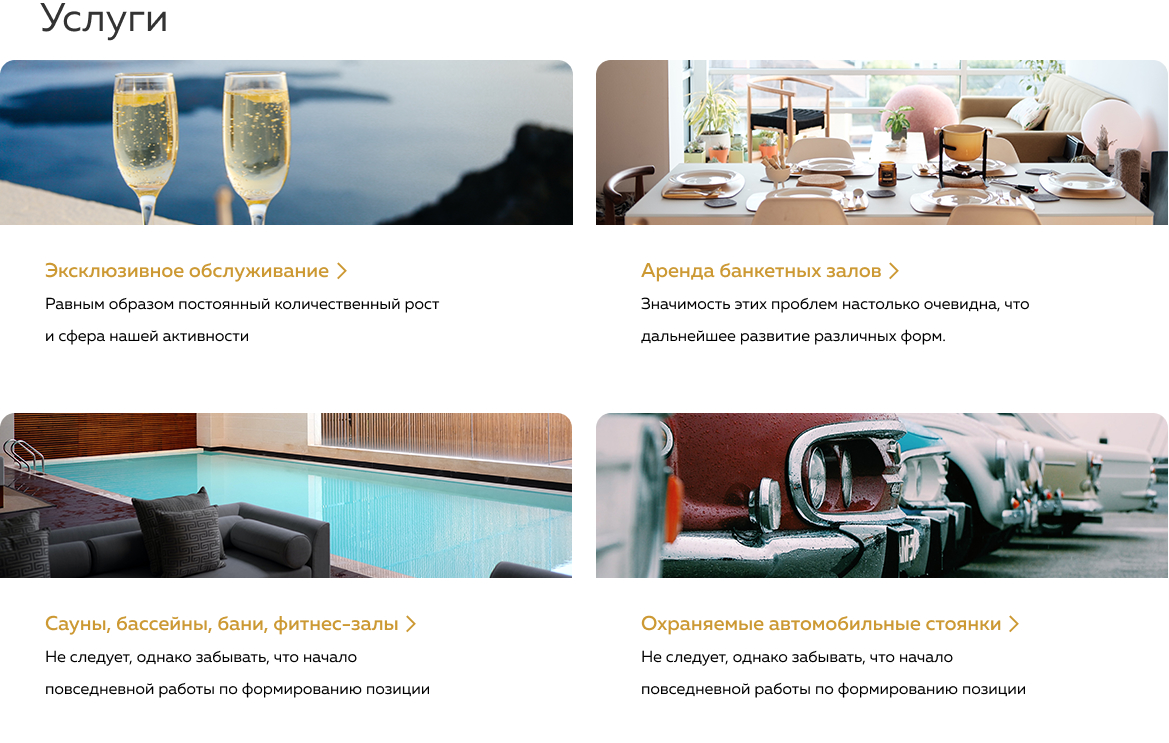 Услуги
Эксклюзивное обслуживание
Равным образом постоянный количественный рост
и сфера нашей активности
Аренда банкетных залов
Значимость этих проблем настолько очевидна, что
дальнейшее развитие различных форм.
Сауны, бассейны, бани, фитнес-залы
Не следует, однако забывать, что начало
повседневной работы по формированию позиции
Охраняемые автомобильные стоянки
Не следует, однако забывать, что начало
повседневной работы по формированию позиции